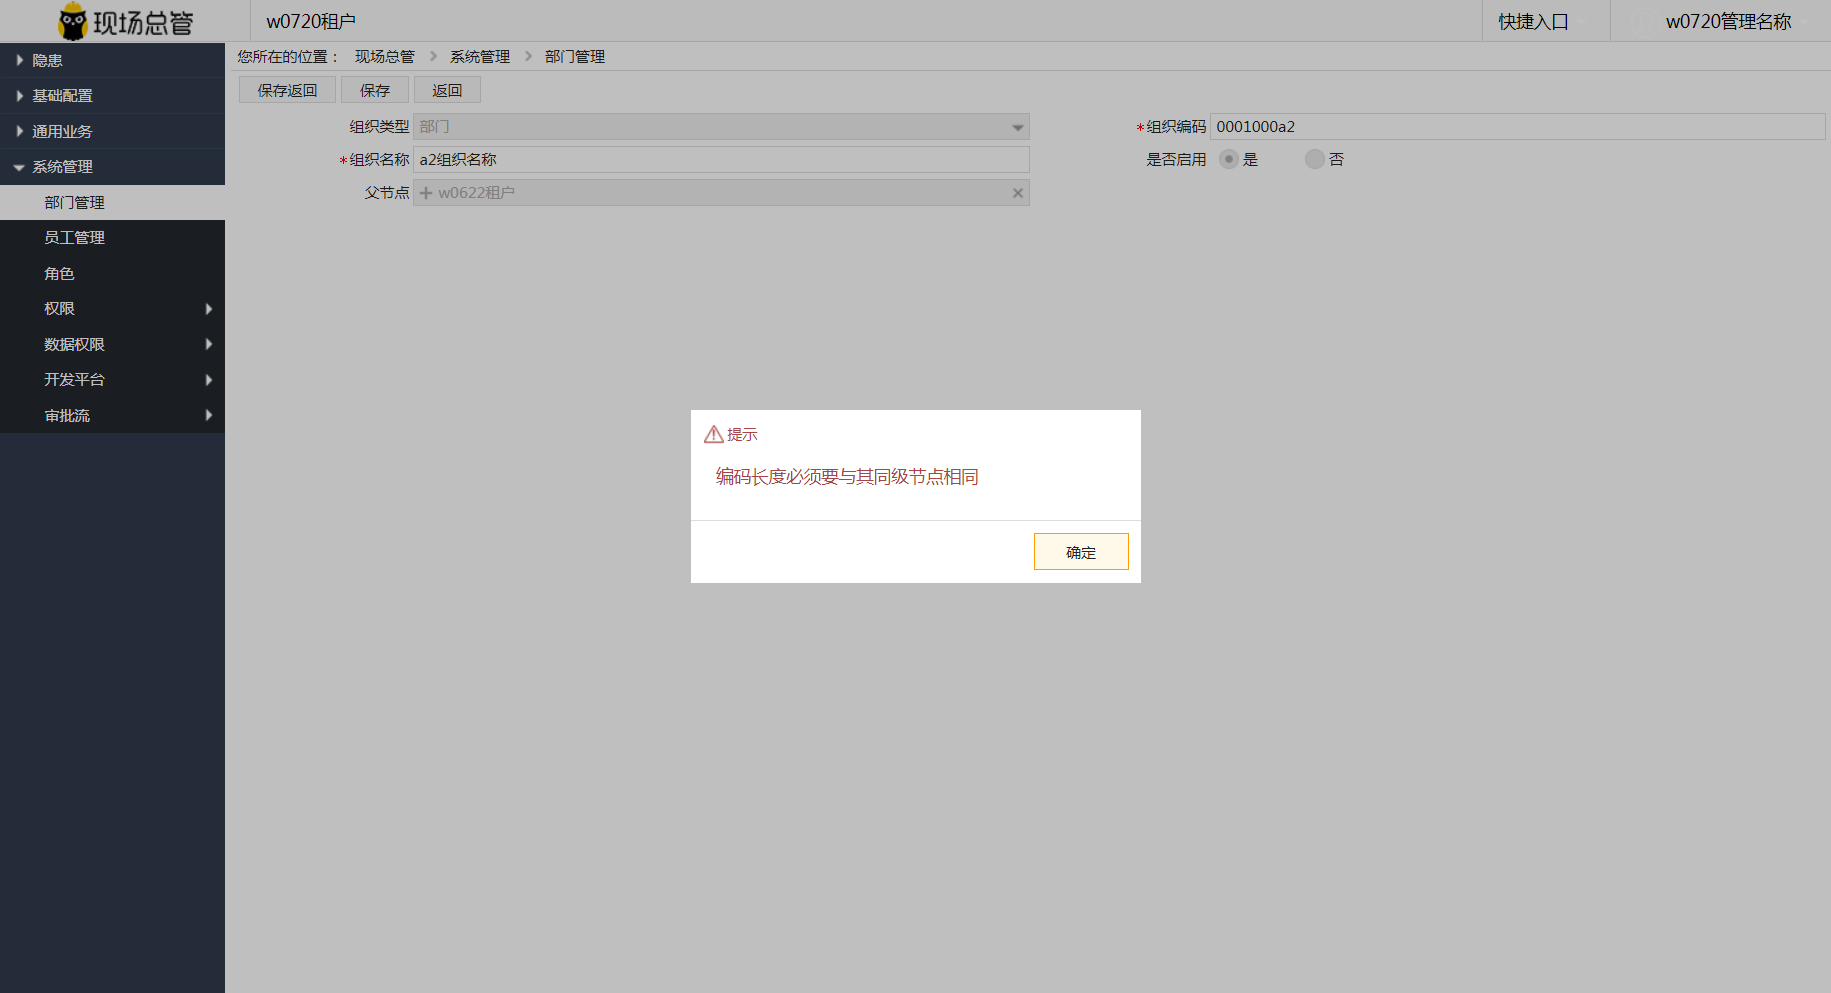 现场总管
w0720租户
快捷入口
w0720管理名称
您所在的位置： 现场总管 系统管理 部门管理
隐患
基础配置
通用业务
系统管理
部门管理
员工管理
角色
权限
数据权限
开发平台
审批流
保存返回 保存 返回
组织类型 部门
*组织编码 0001000a2
*组织名称 a2组织名称
是否启用 是 否
父节点 w0622租户
提示
编码长度必须要与其同级节点相同
确定